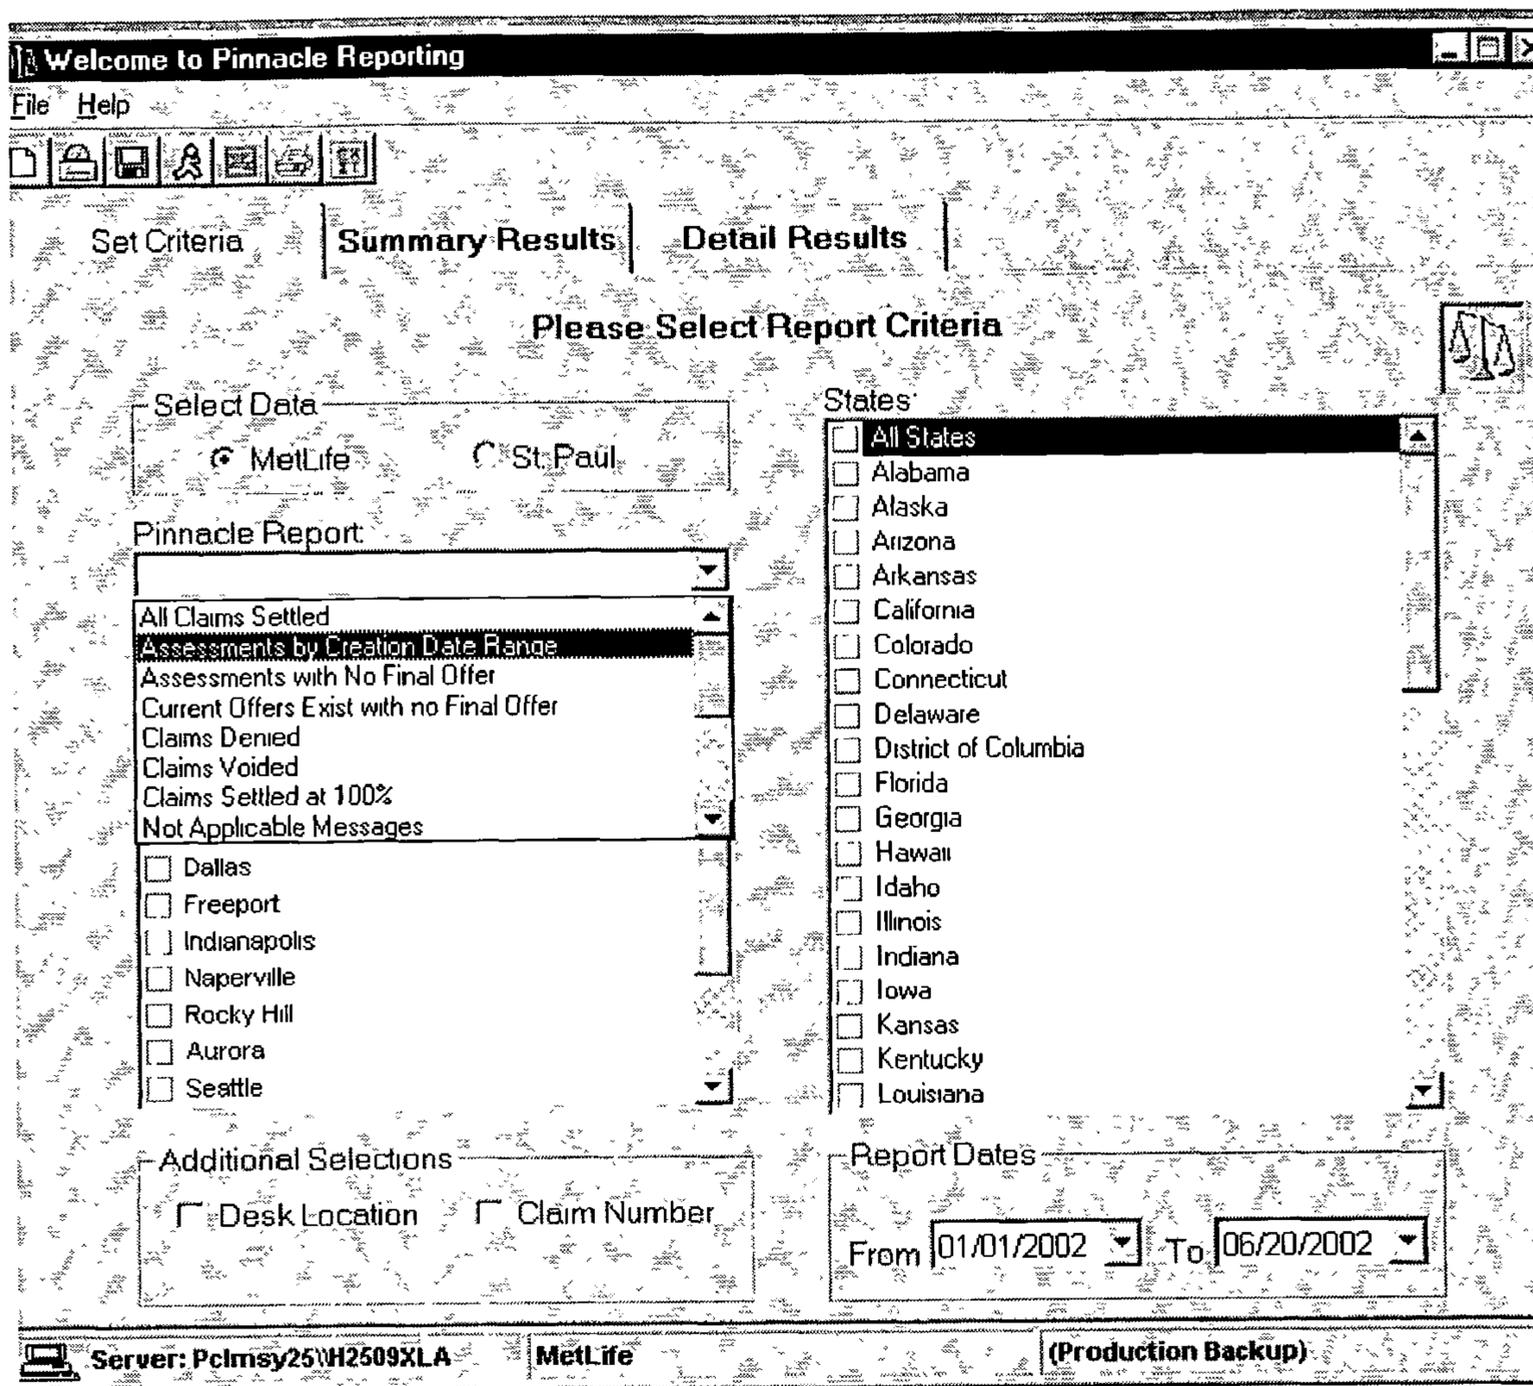 Welcome to Pinnacle Reporting
File Help
Set Criteria Summary Results Detail Results
Please Select Report Criteria
Select Data
MetLife St. Paul
Pinnacle Report:
All Claims Settled
Assessments by Creation Date Range
Assessments with No Final Offer
Current Offers Exist with no Final Offer
Claims Denied
Claims Voided
Claims Settled at 100%
Not Applicable Messages
Dallas
Freeport
Indianapolis
Naperville
Rocky Hill
Aurora
Seattle
States:
All States
Alabama
Alaska
Arizona
Arkansas
California
Colorado
Connecticut
Delaware
District of Columbia
Florida
Georgia
Hawaii
Idaho
Illinois
Indiana
Iowa
Kansas
Kentucky
Louisiana
Additional Selections
Desk Location Claim Number
Report Dates
From 01/01/2002 To: 06/20/2002
Server: Pclmsy25\\H2509XLA MetLife (Production Backup)